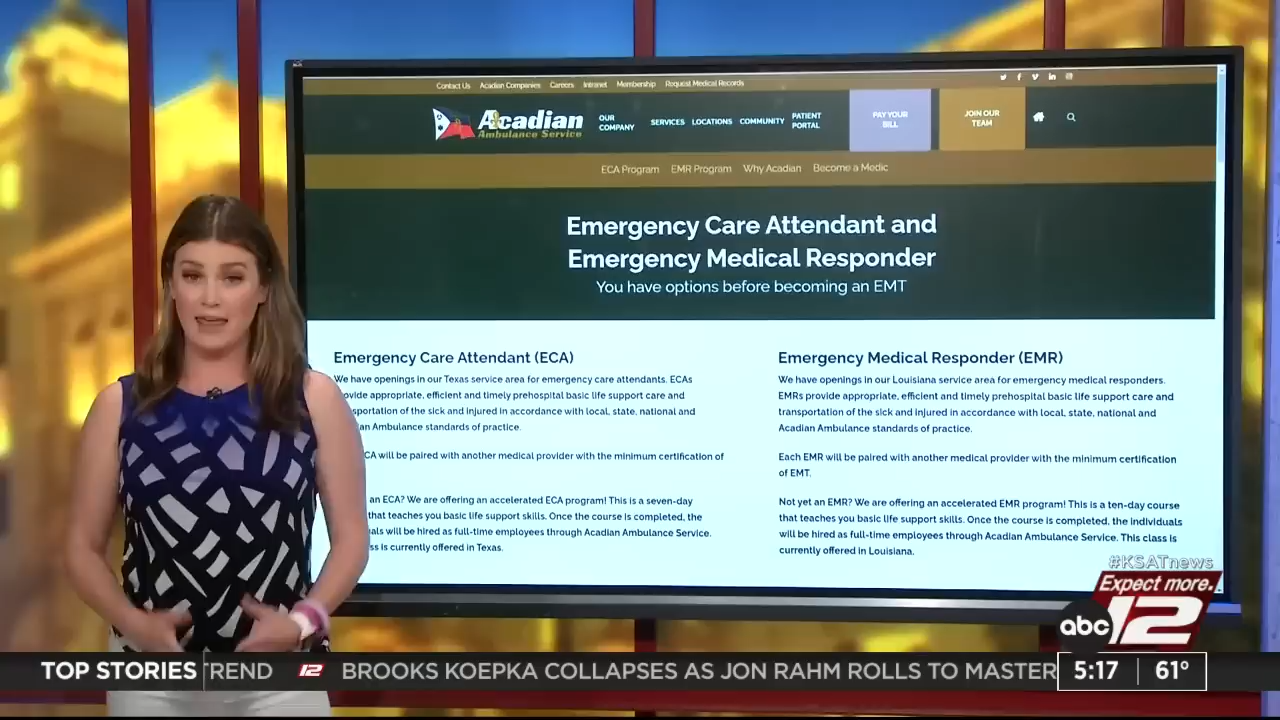 Contact Us Acadian Companies Careers Intranet Membership Request Medical Records
Acadian
Ambulance Service
OUR
COMPANY
SERVICES
LOCATIONS
COMMUNITY
PATIENT
PORTAL
PAY YOUR
BILL
JOIN OUR
TEAM
ECA Program EMR Program Why Acadian Become a Medic
Emergency Care Attendant and
Emergency Medical Responder
You have options before becoming an EMT
Emergency Care Attendant (ECA)
We have openings in our Texas service area for emergency care attendants. ECAs
ovide appropriate, efficient and timely prehospital basic life support care and
sportation of the sick and injured in accordance with local, state, national and
an Ambulance standards of practice.
CA will be paired with another medical provider with the minimum certification of
an ECA? We are offering an accelerated ECA program! This is a seven-day
that teaches you basic life support skills. Once the course is completed, the
als will be hired as full-time employees through Acadian Ambulance Service.
ss is currently offered in Texas.
Emergency Medical Responder (EMR)
We have openings in our Louisiana service area for emergency medical responders.
EMRs provide appropriate, efficient and timely prehospital basic life support care and
transportation of the sick and injured in accordance with local, state, national and
Acadian Ambulance standards of practice.
Each EMR will be paired with another medical provider with the minimum certification
of EMT.
Not yet an EMR? We are offering an accelerated EMR program! This is a ten-day course
that teaches you basic life support skills. Once the course is completed, the individuals
will be hired as full-time employees through Acadian Ambulance Service. This class is
currently offered in Louisiana.
#KSATnews
Expect more.
abc 12
TOP STORIES TREND 12 BROOKS KOEPKA COLLAPSES AS JON RAHM ROLLS TO MASTER
5:17 61°